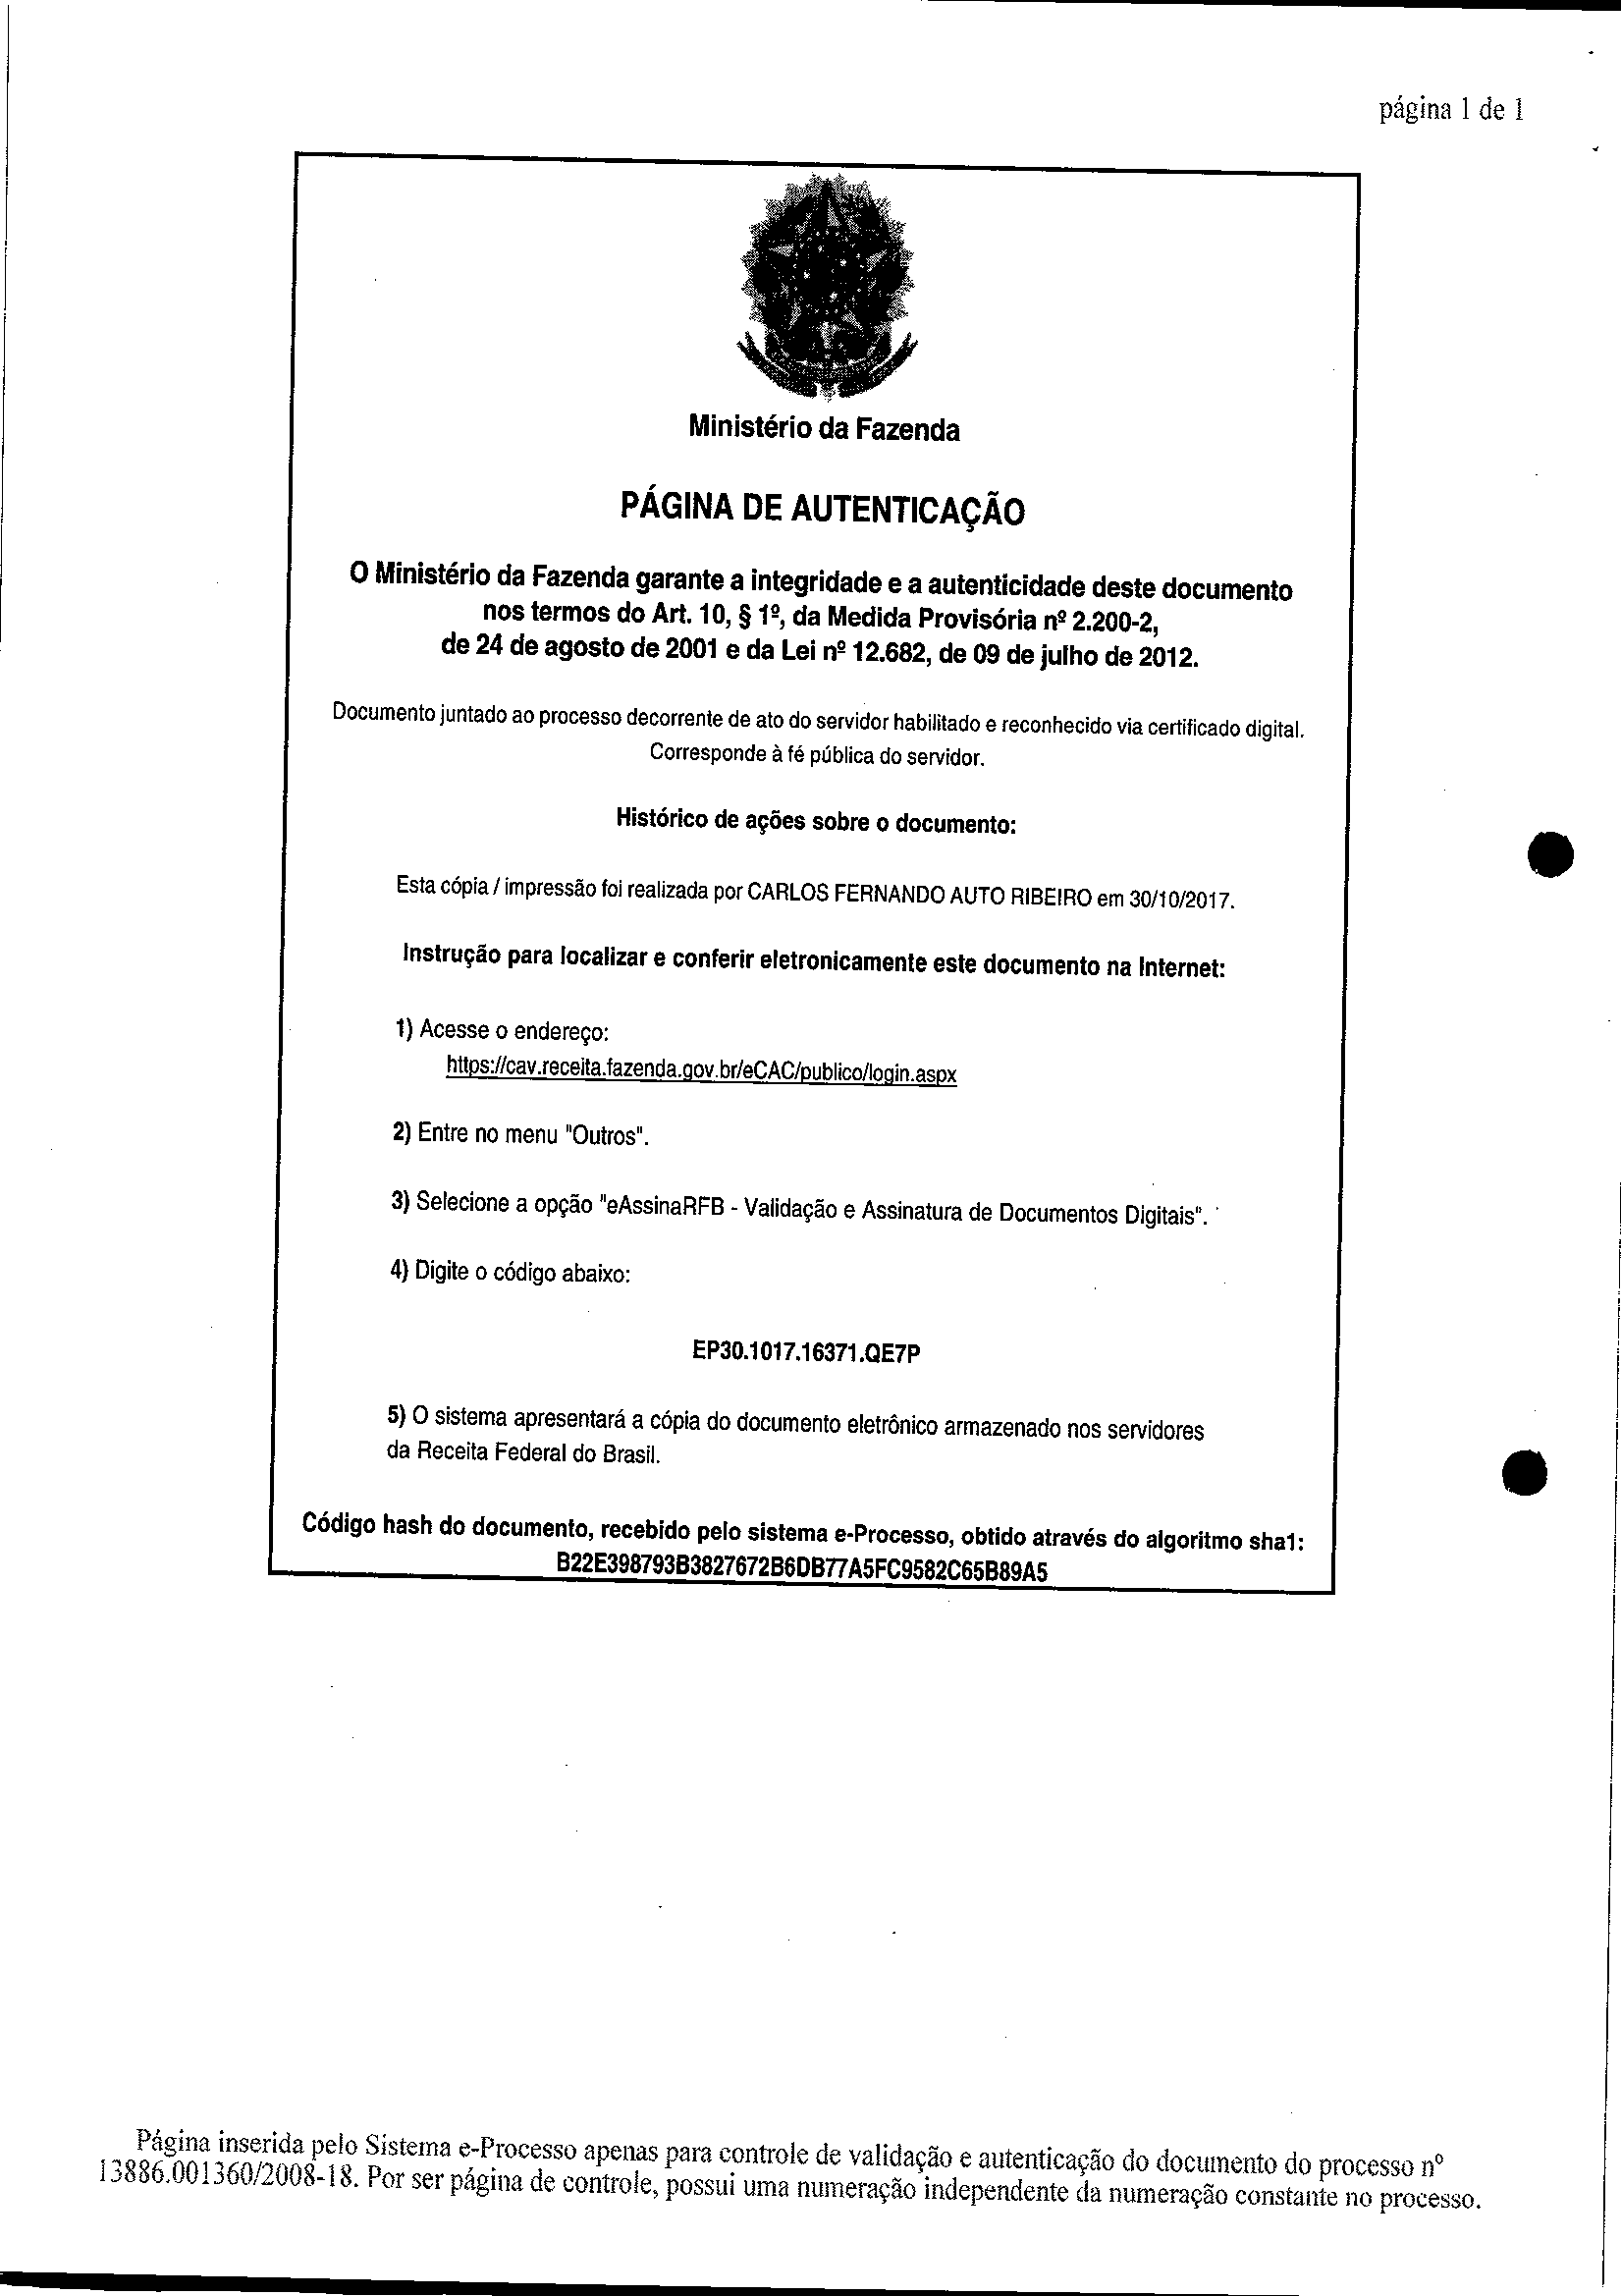 página 1 de 1
Ministério da Fazenda
PÁGINA DE AUTENTICAÇÃO
O Ministério da Fazenda garante a integridade e a autenticidade deste documento
nos termos do Art. 10, § 1º, da Medida Provisória nº 2.200-2,
de 24 de agosto de 2001 e da Lei nº 12.682, de 09 de julho de 2012.
Documento juntado ao processo decorrente de ato do servidor habilitado e reconhecido via certificado digital.
Corresponde à fé pública do servidor.
Histórico de ações sobre o documento:
Esta cópia / impressão foi realizada por CARLOS FERNANDO AUTO RIBEIRO em 30/10/2017.
Instrução para localizar e conferir eletronicamente este documento na Internet:
1) Acesse o endereço:
https://cav.receita.fazenda.gov.br/eCAC/publico/login.aspx
2) Entre no menu "Outros".
3) Selecione a opção "eAssinaRFB - Validação e Assinatura de Documentos Digitais".
4) Digite o código abaixo:
EP30.1017.16371.QE7P
5) O sistema apresentará a cópia do documento eletrônico armazenado nos servidores
da Receita Federal do Brasil.
Código hash do documento, recebido pelo sistema e-Processo, obtido através do algoritmo sha1:
B22E398793B3827672B6DB77A5FC9582C65B89A5
Página inserida pelo Sistema e-Processo apenas para controle de validação e autenticação do documento do processo nº
13886.001360/2008-18. Por ser página de controle, possui uma numeração independente da numeração constante no processo.